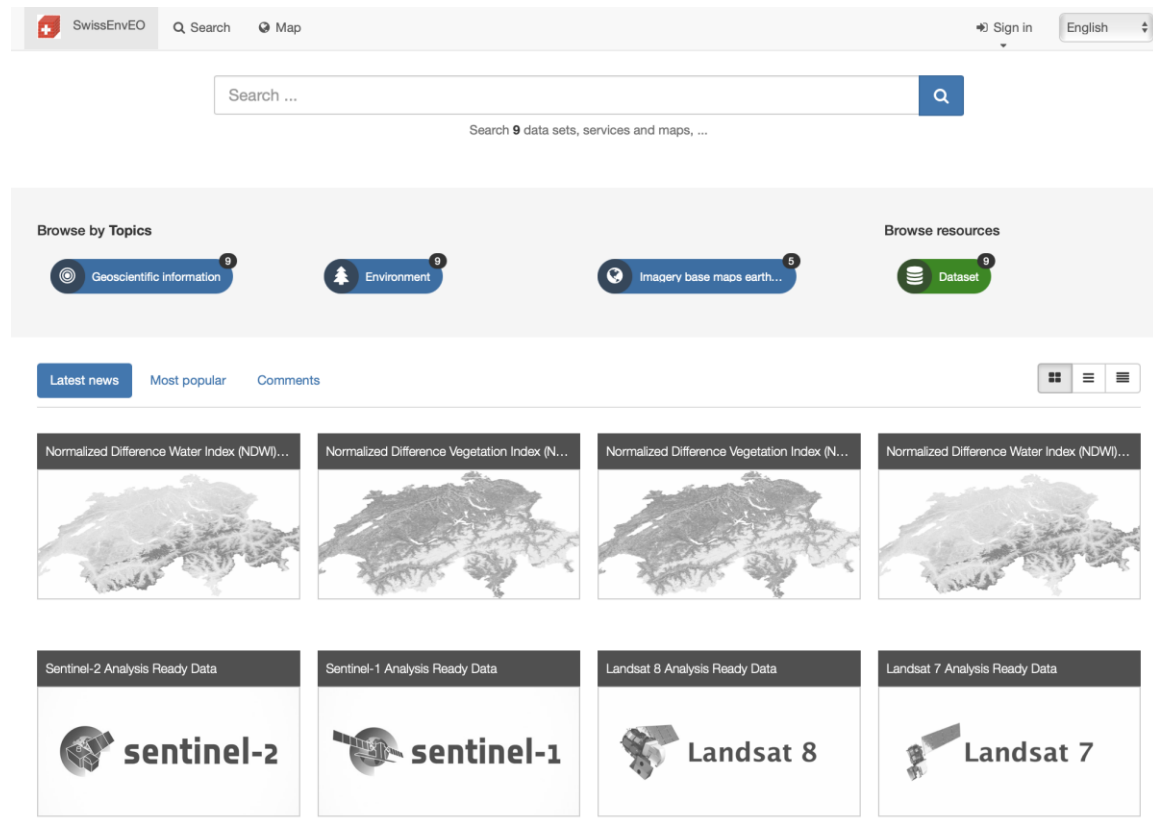 SwissEnvEO Search Map Sign in English
Search ...
Search 9 data sets, services and maps, ...
Browse by Topics Browse resources
Geoscientific information 9 Environment 9 Imagery base maps earth... 5 Dataset 9
Latest news Most popular Comments
Normalized Difference Water Index (NDWI)... Normalized Difference Vegetation Index (N... Normalized Difference Vegetation Index (N... Normalized Difference Water Index (NDWI)...
Sentinel-2 Analysis Ready Data Sentinel-1 Analysis Ready Data Landsat 8 Analysis Ready Data Landsat 7 Analysis Ready Data
sentinel-2 sentinel-1 Landsat 8 Landsat 7